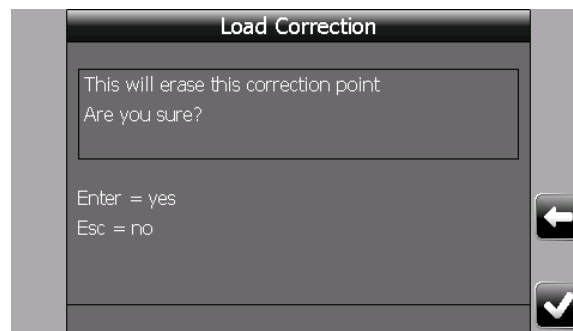 Load Correction
This will erase this correction point
Are you sure?
Enter = yes
Esc = no